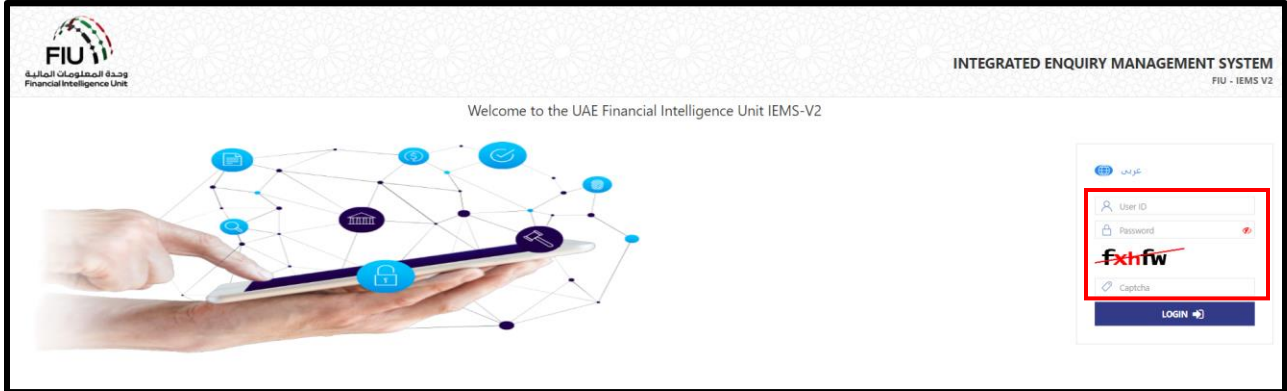 FIU
وحدة المعلومات المالية
Financial Intelligence Unit
INTEGRATED ENQUIRY MANAGEMENT SYSTEM
FIU - IEMS V2
Welcome to the UAE Financial Intelligence Unit IEMS-V2
عربى
User ID
Password
fxhfw
Captcha
LOGIN